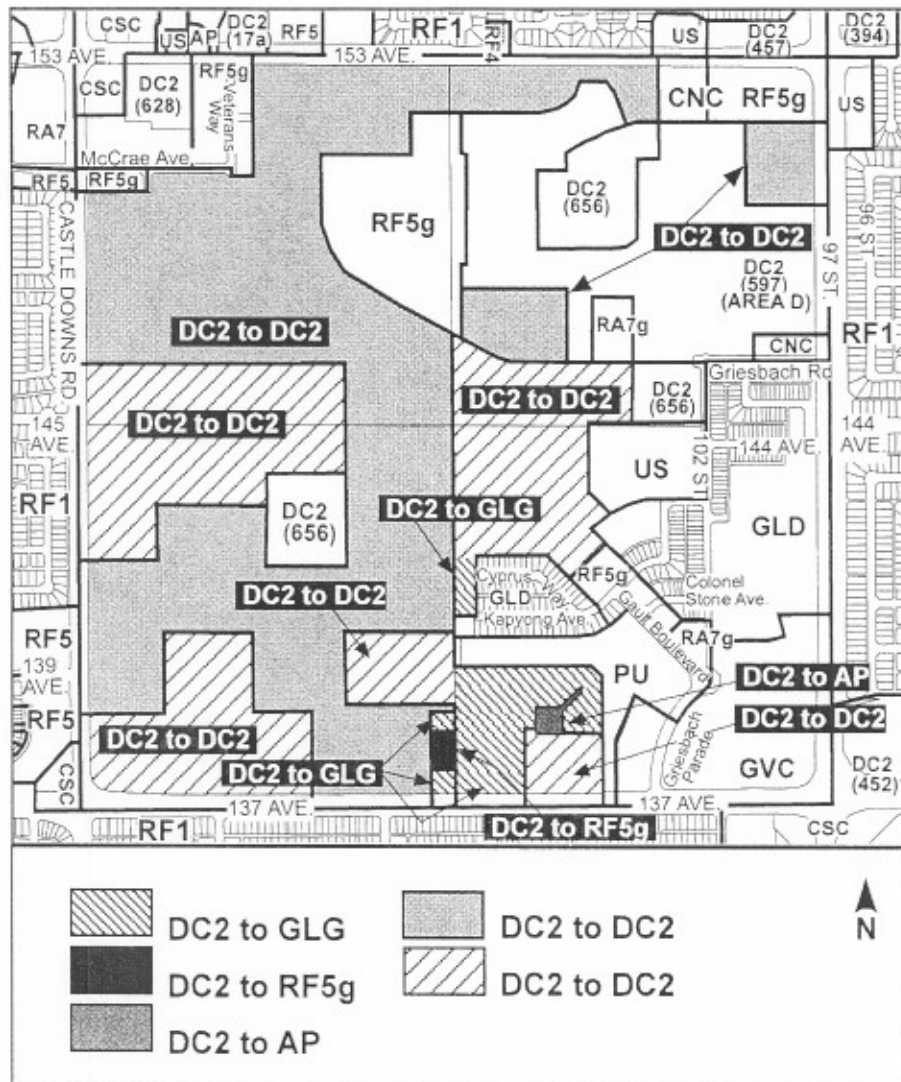 CSC
US
AP
DC2
(17a)
RF5
RF1
RF4
US
DC2
(457)
DC2
(394)
153 AVE.
153 AVE.
CSC
DC2
(628)
RF5g
Veterans
Way
CNC
RF5g
US
RA7
McCrae Ave.
RF5
RF5g
DC2
(656)
RF5g
DC2 to DC2
96 ST.
97 ST.
CASTLE DOWNS RD.
DC2
(597)
(AREA D)
DC2 to DC2
RA7g
CNC
RF1
Griesbach Rd
DC2 to DC2
DC2
(656)
DC2 to DC2
145
AVE.
102 ST.
144 AVE.
144
AVE.
US
RF1
DC2 to GLG
DC2
(656)
GLD
RF5g
Cyprus Way
GLD
Kapyong Ave.
Colonel
Stone Ave.
DC2 to DC2
Gault Boulevard
RF5
RA7g
139
AVE.
PU
DC2 to AP
RF5
DC2 to DC2
DC2 to DC2
Griesbach
Parade
GVC
DC2
(452)
CSC
DC2 to GLG
137 AVE.
137 AVE.
RF1
DC2 to RF5g
CSC
DC2 to GLG
DC2 to DC2
N
DC2 to RF5g
DC2 to DC2
DC2 to AP